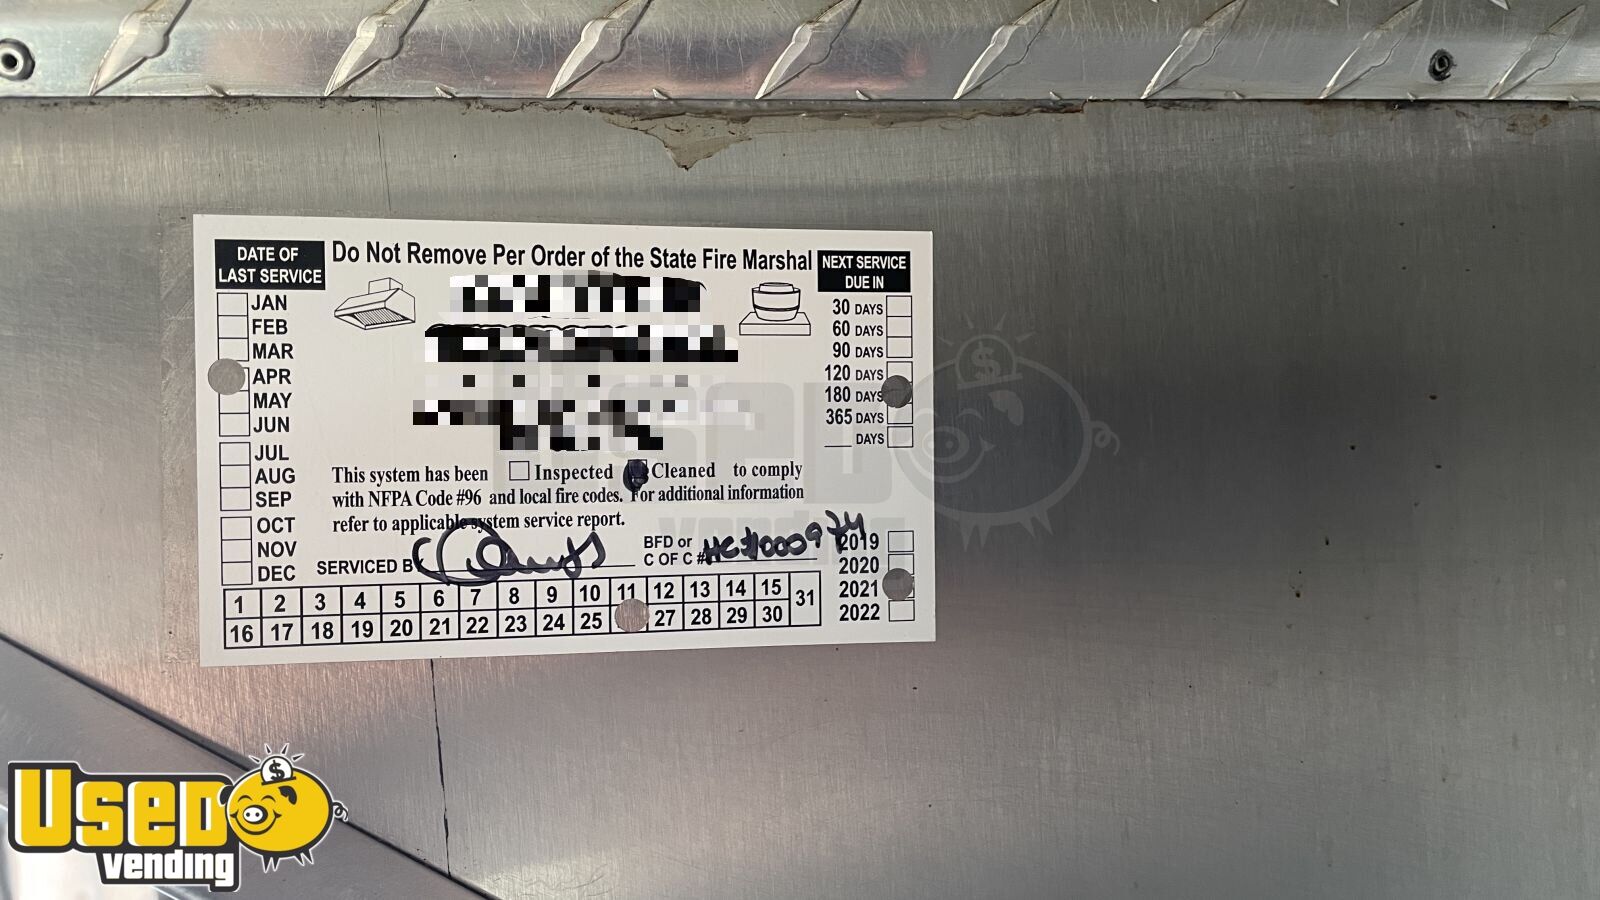 Do Not Remove Per Order of the State Fire Marshal
DATE OF
LAST SERVICE
JAN
FEB
MAR
APR
MAY
JUN
JUL
AUG
SEP
OCT
NOV
DEC
NEXT SERVICE
DUE IN
30 DAYS
60 DAYS
90 DAYS
120 DAYS
180 DAYS
365 DAYS
___ DAYS
This system has been Inspected Cleaned to comply
with NFPA Code #96 and local fire codes. For additional information
refer to applicable system service report.
SERVICED BY
BFD or
C OF C #
2019
2020
2021
2022
1 2 3 4 5 6 7 8 9 10 11 12 13 14 15 31
16 17 18 19 20 21 22 23 24 25 27 28 29 30
USED
vending
USED
vending